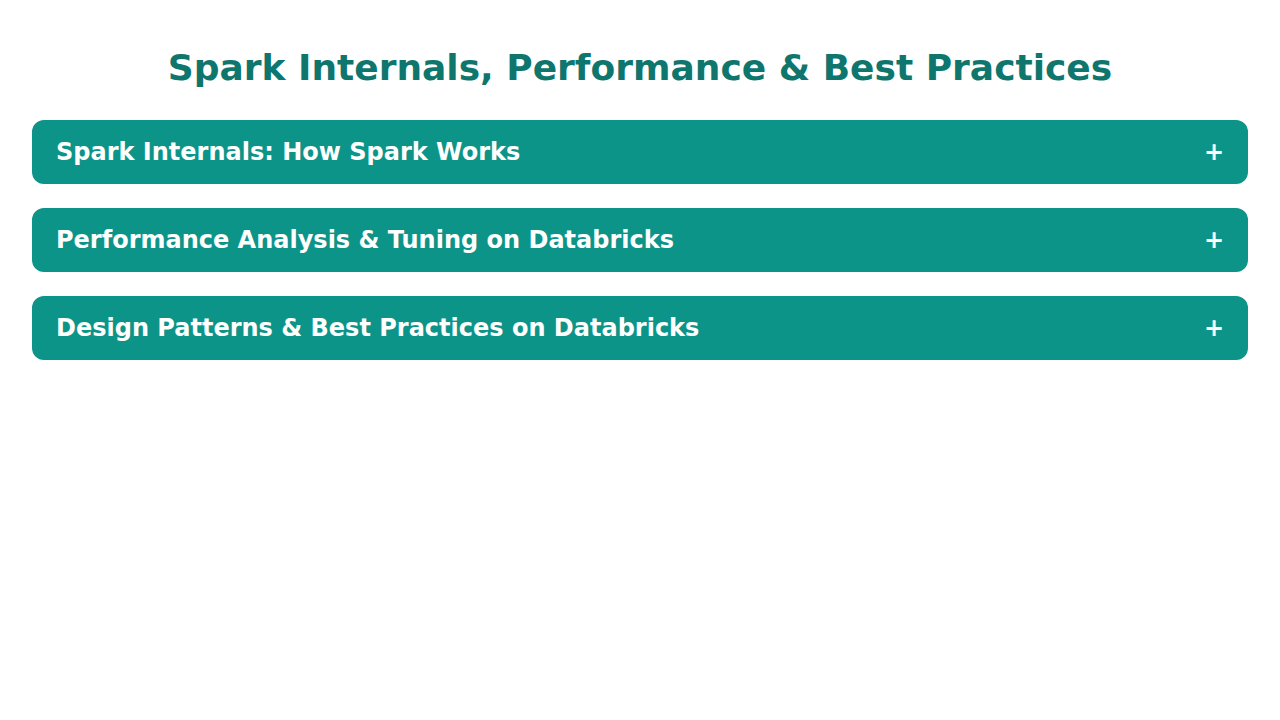 Spark Internals, Performance & Best Practices
Spark Internals: How Spark Works +
Performance Analysis & Tuning on Databricks +
Design Patterns & Best Practices on Databricks +